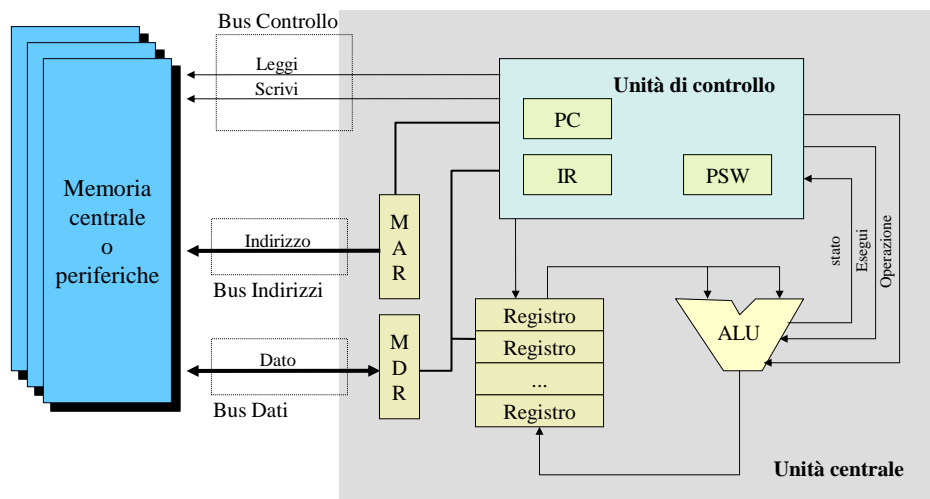 Bus Controllo
Leggi
Scrivi
Unità di controllo
PC
IR
PSW
Memoria
centrale
o
periferiche
Indirizzo
Bus Indirizzi
M
A
R
stato
Esegui
Operazione
Registro
Registro
...
Registro
ALU
Dato
Bus Dati
M
D
R
Unità centrale